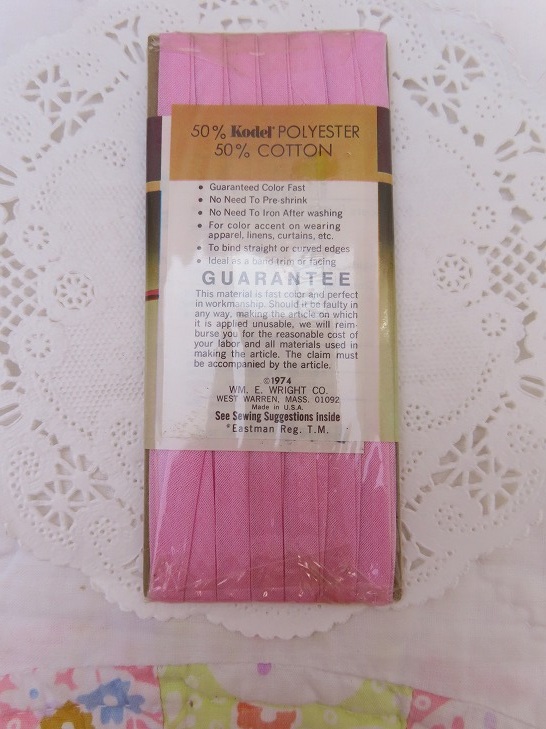 50% Kodel* POLYESTER
50% COTTON
• Guaranteed Color Fast
• No Need To Pre-shrink
• No Need To Iron After washing
• For color accent on wearing
apparel, linens, curtains, etc.
• To bind straight or curved edges
• Ideal as a band trim or facing
GUARANTEE
This material is fast color and perfect
in workmanship. Should it be faulty in
any way, making the article on which
it is applied unusable, we will reim-
burse you for the reasonable cost of
your labor and all materials used in
making the article. The claim must
be accompanied by the article.
©1974
WM. E. WRIGHT CO.
WEST WARREN, MASS. 01092
Made in U.S.A.
See Sewing Suggestions Inside
*Eastman Reg. T.M.